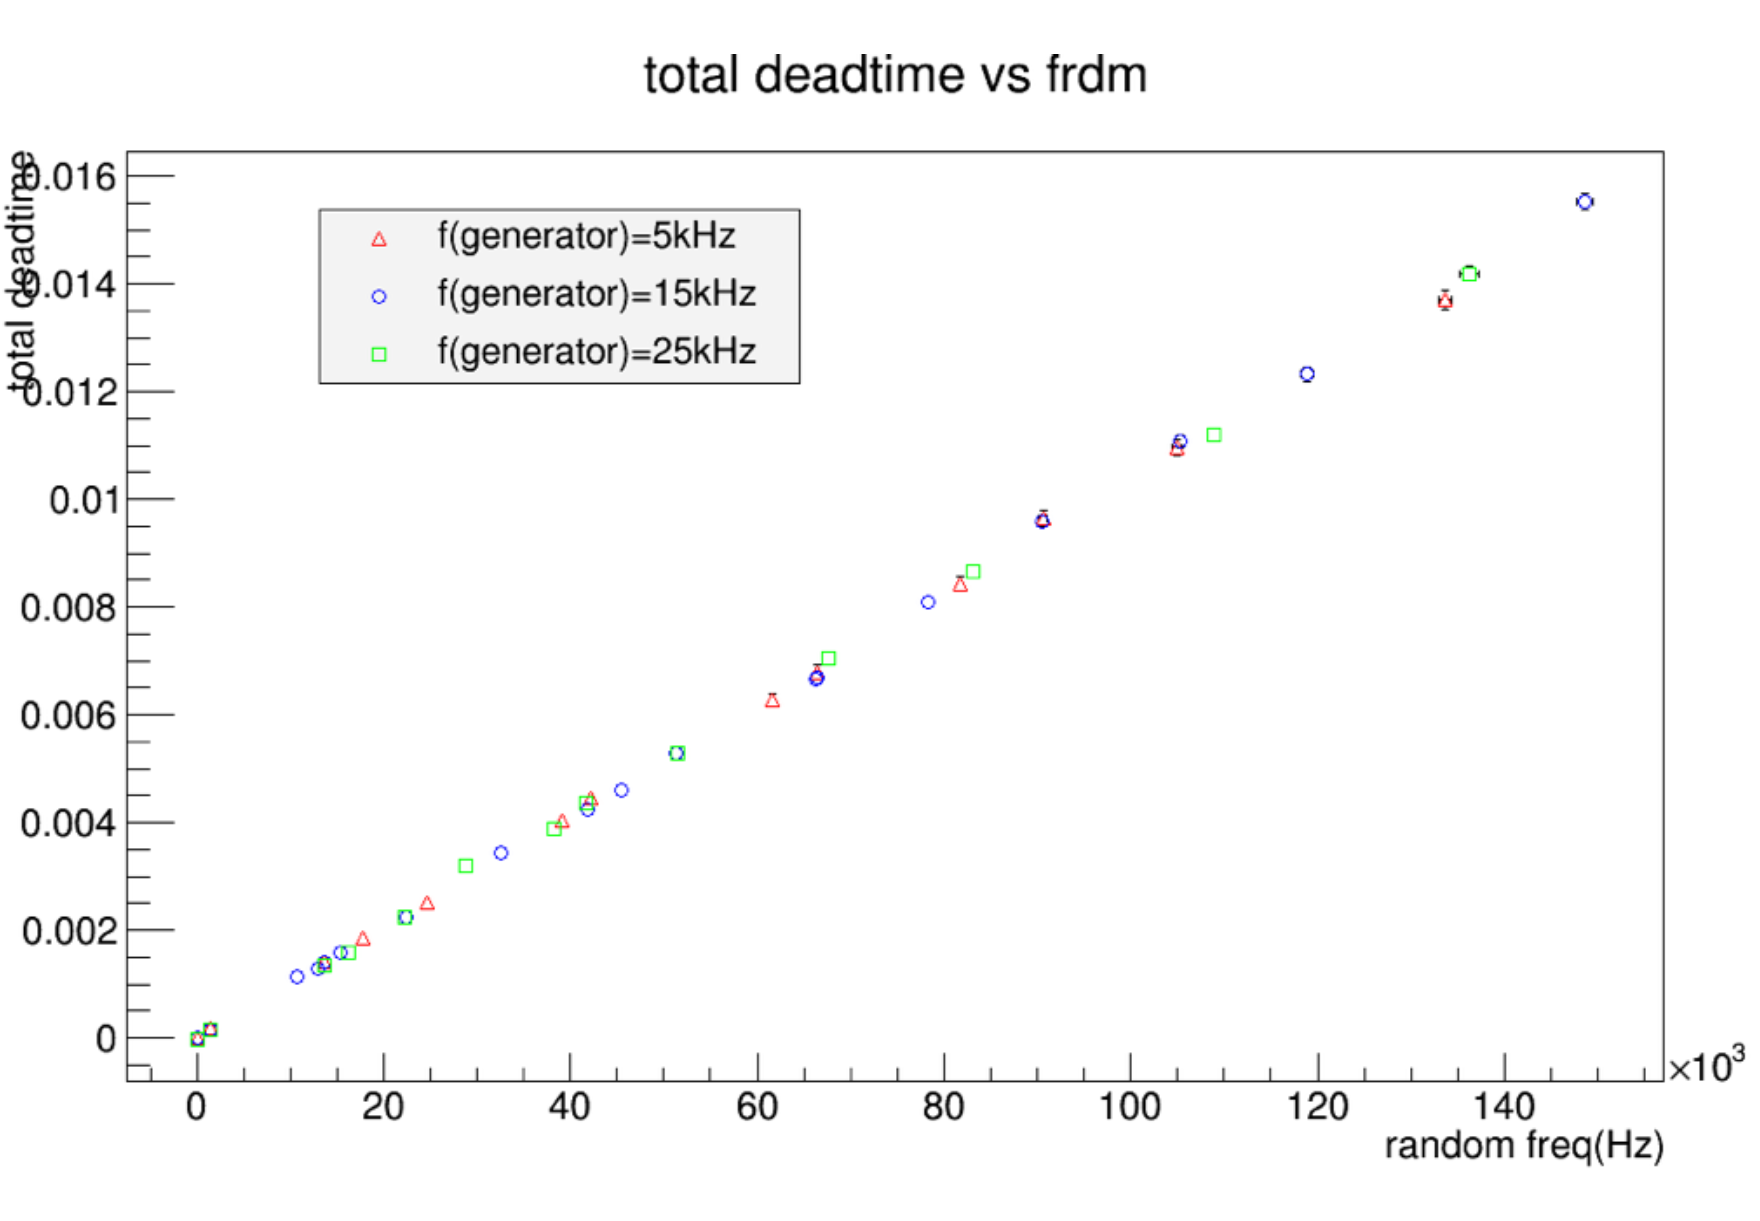 total deadtime vs frdm
total deadtime
0.016
0.014
0.012
0.01
0.008
0.006
0.004
0.002
0
f(generator)=5kHz
f(generator)=15kHz
f(generator)=25kHz
0 20 40 60 80 100 120 140
×10³
random freq(Hz)